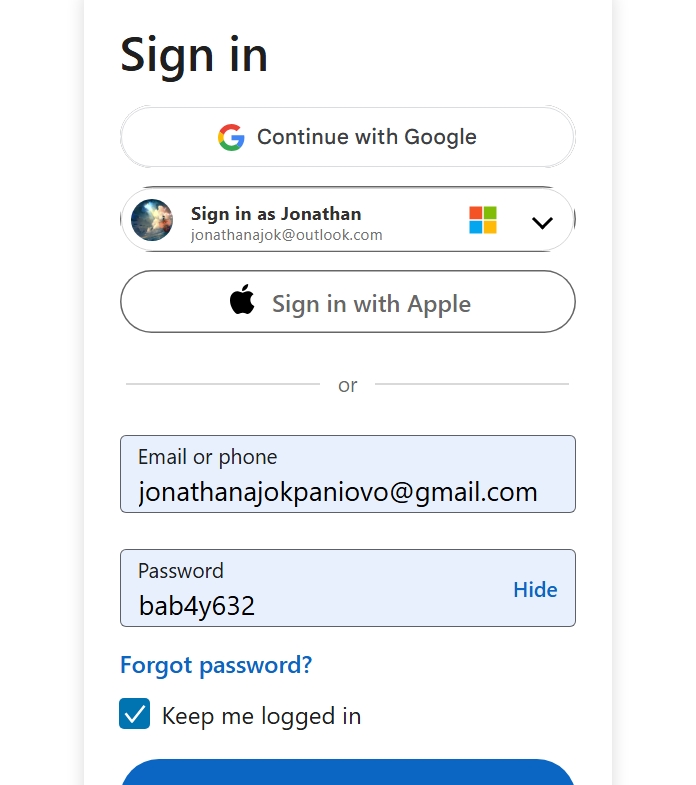 Sign in
Continue with Google
Sign in as Jonathan
jonathanajok@outlook.com
Sign in with Apple
or
Email or phone
jonathanajokpaniovo@gmail.com
Password
bab4y632
Hide
Forgot password?
Keep me logged in